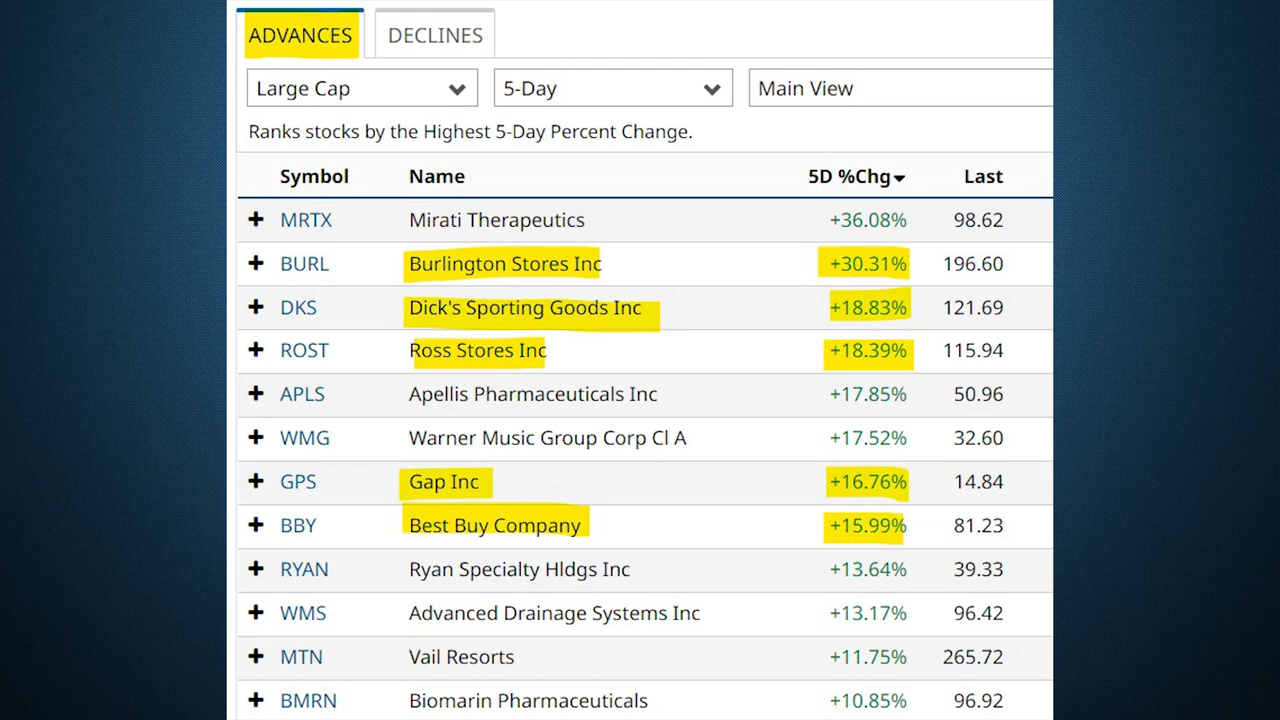 ADVANCES DECLINES
Large Cap 5-Day Main View
Ranks stocks by the Highest 5-Day Percent Change.
Symbol Name 5D %Chg Last
MRTX Mirati Therapeutics +36.08% 98.62
BURL Burlington Stores Inc +30.31% 196.60
DKS Dick's Sporting Goods Inc +18.83% 121.69
ROST Ross Stores Inc +18.39% 115.94
APLS Apellis Pharmaceuticals Inc +17.85% 50.96
WMG Warner Music Group Corp Cl A +17.52% 32.60
GPS Gap Inc +16.76% 14.84
BBY Best Buy Company +15.99% 81.23
RYAN Ryan Specialty Hldgs Inc +13.64% 39.33
WMS Advanced Drainage Systems Inc +13.17% 96.42
MTN Vail Resorts +11.75% 265.72
BMRN Biomarin Pharmaceuticals +10.85% 96.92